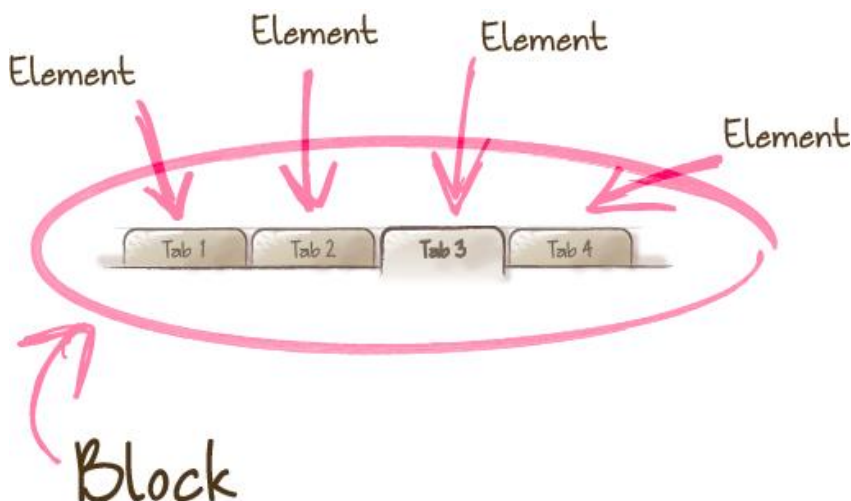 Element
Element
Element
Element
Tab 1
Tab 2
Tab 3
Tab 4
Block